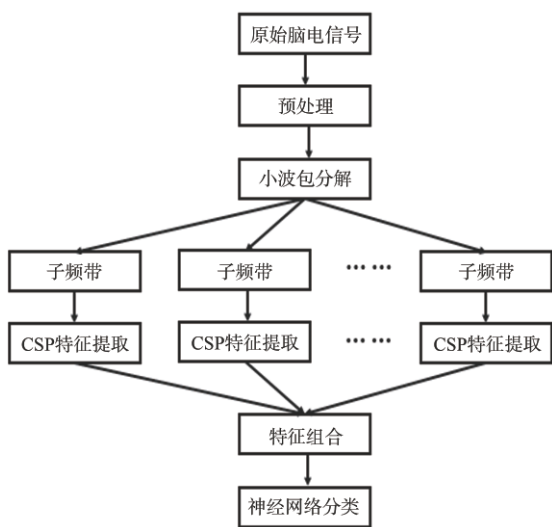 原始脑电信号
预处理
小波包分解
子频带 子频带 …… 子频带
CSP特征提取 CSP特征提取 …… CSP特征提取
特征组合
神经网络分类